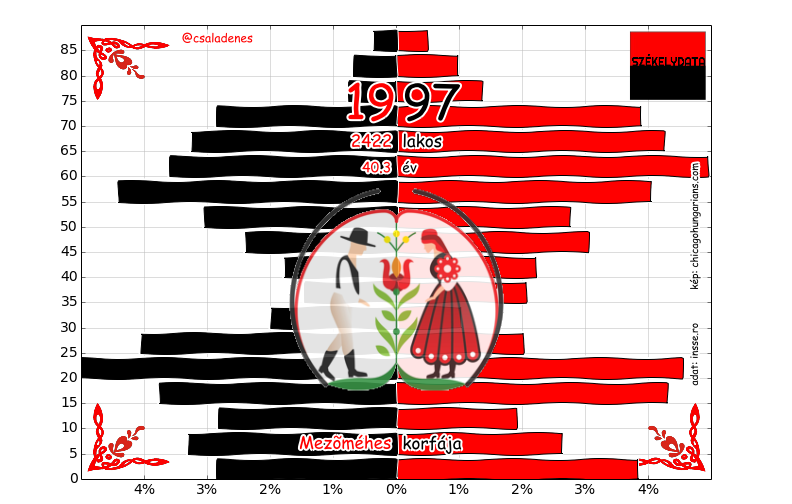 @csaladenes
SZÉKELYDATA
1997
2422 lakos
40.3 év
kép: chicagohungarians.com
adat: insse.ro
Mezõméhes korfája
85
80
75
70
65
60
55
50
45
40
35
30
25
20
15
10
5
0
4% 3% 2% 1% 0% 1% 2% 3% 4%